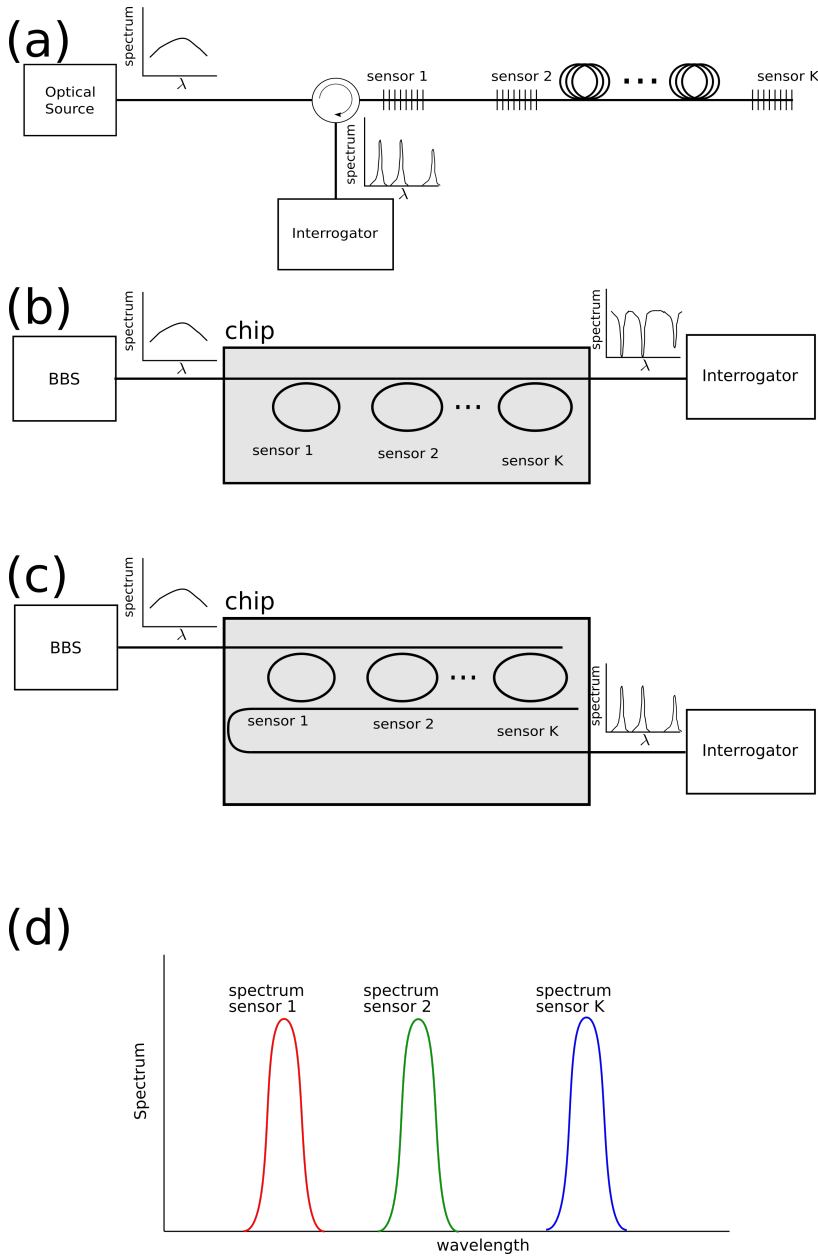 (a)
spectrum
λ
Optical
Source
sensor 1
sensor 2
...
sensor K
spectrum
λ
Interrogator
(b)
spectrum
λ
BBS
chip
sensor 1
sensor 2
...
sensor K
spectrum
λ
Interrogator
(c)
spectrum
λ
BBS
chip
sensor 1
sensor 2
...
sensor K
spectrum
λ
Interrogator
(d)
Spectrum
spectrum
sensor 1
spectrum
sensor 2
spectrum
sensor K
wavelength